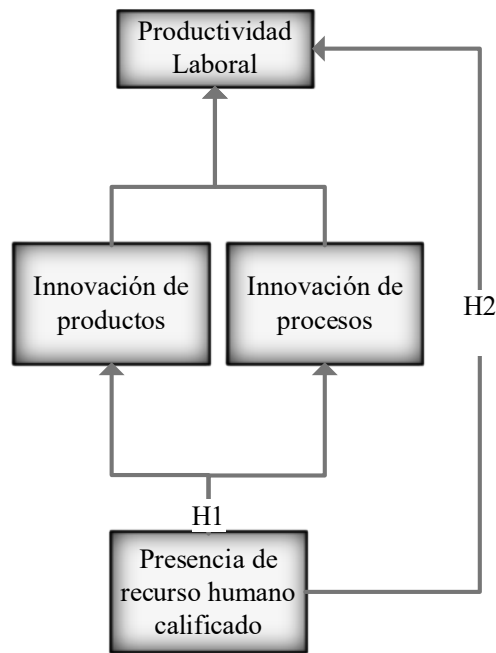 Productividad
Laboral
Innovación de
productos
Innovación de
procesos
H2
H1
Presencia de
recurso humano
calificado